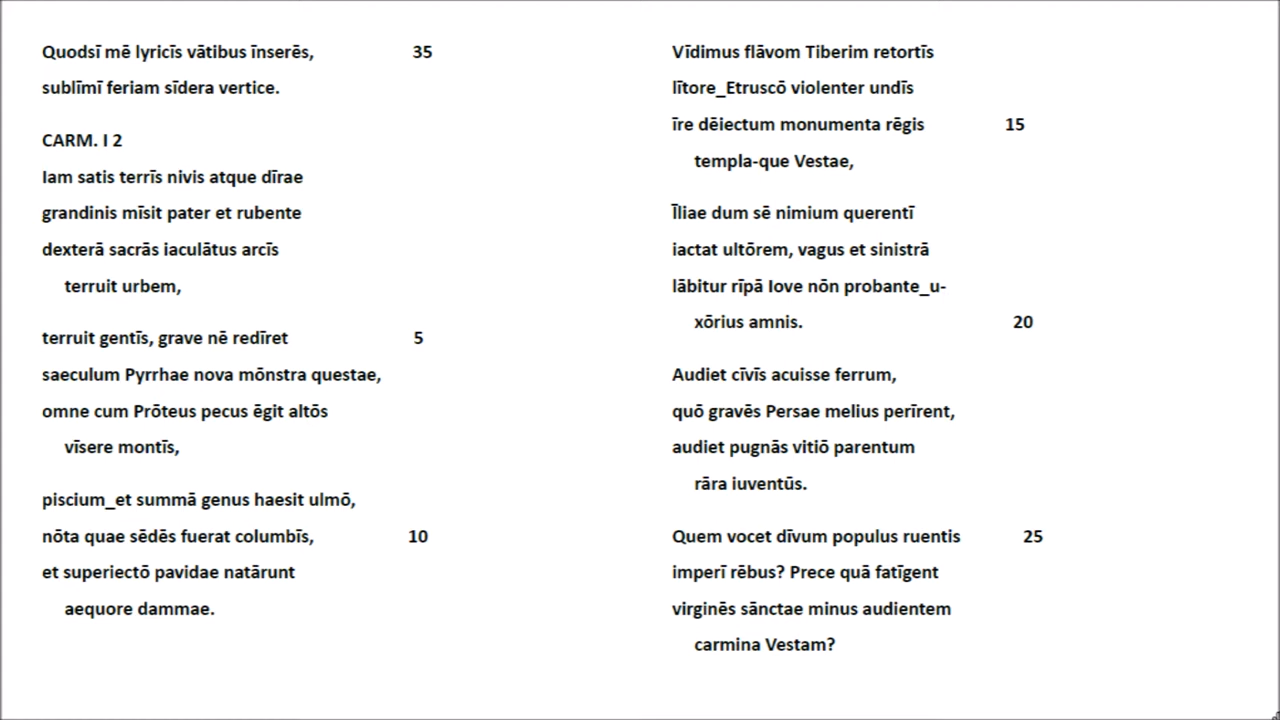 Quodsī mē lyricīs vātibus īnserēs, 35
sublīmī feriam sīdera vertice.
CARM. I 2
Iam satis terrīs nivis atque dīrae
grandinis mīsit pater et rubente
dexterā sacrās iaculātus arcīs
terruit urbem,
terruit gentīs, grave nē redīret 5
saeculum Pyrrhae nova mōnstra questae,
omne cum Prōteus pecus ēgit altōs
vīsere montīs,
piscium_et summā genus haesit ulmō,
nōta quae sēdēs fuerat columbīs, 10
et superiectō pavidae natārunt
aequore dammae.
Vīdimus flāvom Tiberim retortīs
lītore_Etruscō violenter undīs
īre dēiectum monumenta rēgis 15
templa-que Vestae,
Īliae dum sē nimium querentī
iactat ultōrem, vagus et sinistrā
lābitur rīpā Iove nōn probante_u-
xōrius amnis. 20
Audiet cīvīs acuisse ferrum,
quō gravēs Persae melius perīrent,
audiet pugnās vitiō parentum
rāra iuventūs.
Quem vocet dīvum populus ruentis 25
imperī rēbus? Prece quā fatīgent
virginēs sānctae minus audientem
carmina Vestam?